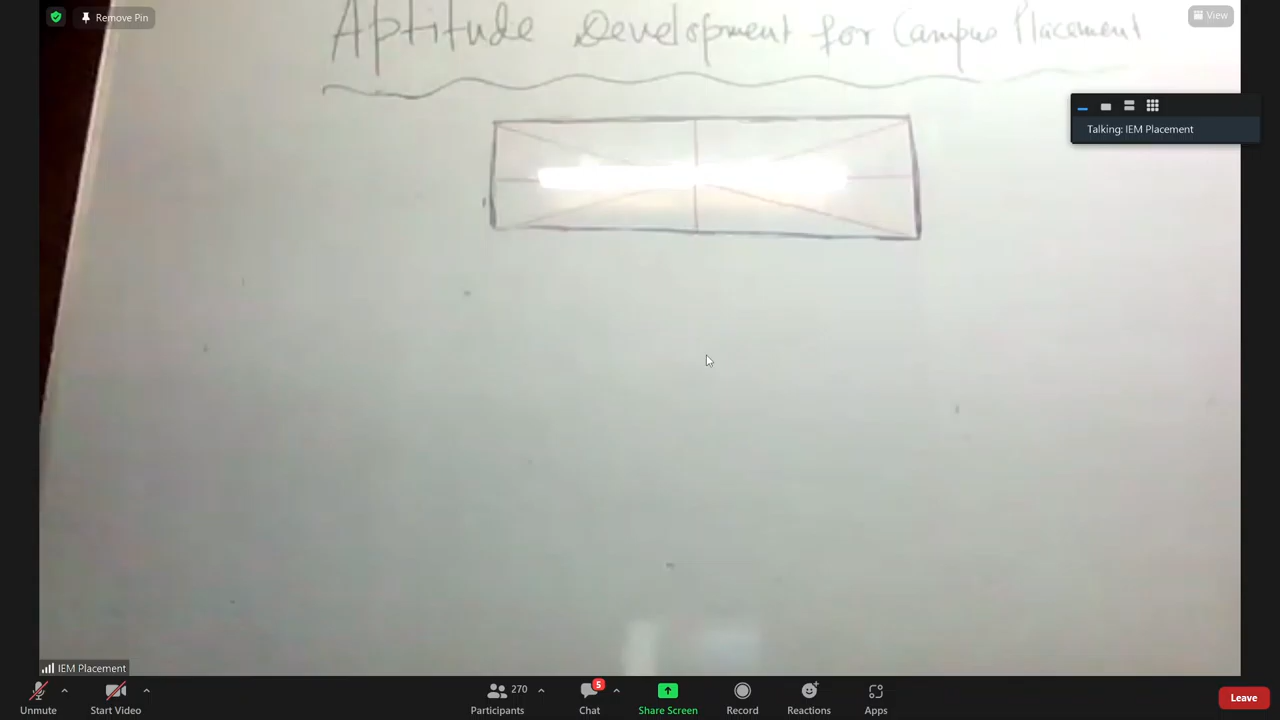 Remove Pin
View
Aptitude Development for Campus Placement
Talking: IEM Placement
IEM Placement
270
5
Unmute
Start Video
Participants
Chat
Share Screen
Record
Reactions
Apps
Leave